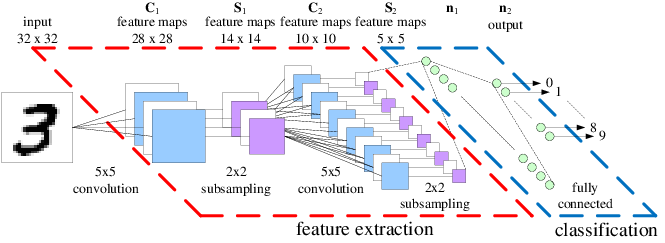 input
32 x 32
C1
feature maps
28 x 28
S1
feature maps
14 x 14
C2
feature maps
10 x 10
S2
feature maps
5 x 5
n1
n2
output
3
0
1
8
9
5x5
convolution
2x2
subsampling
5x5
convolution
2x2
subsampling
fully
connected
feature extraction
classification